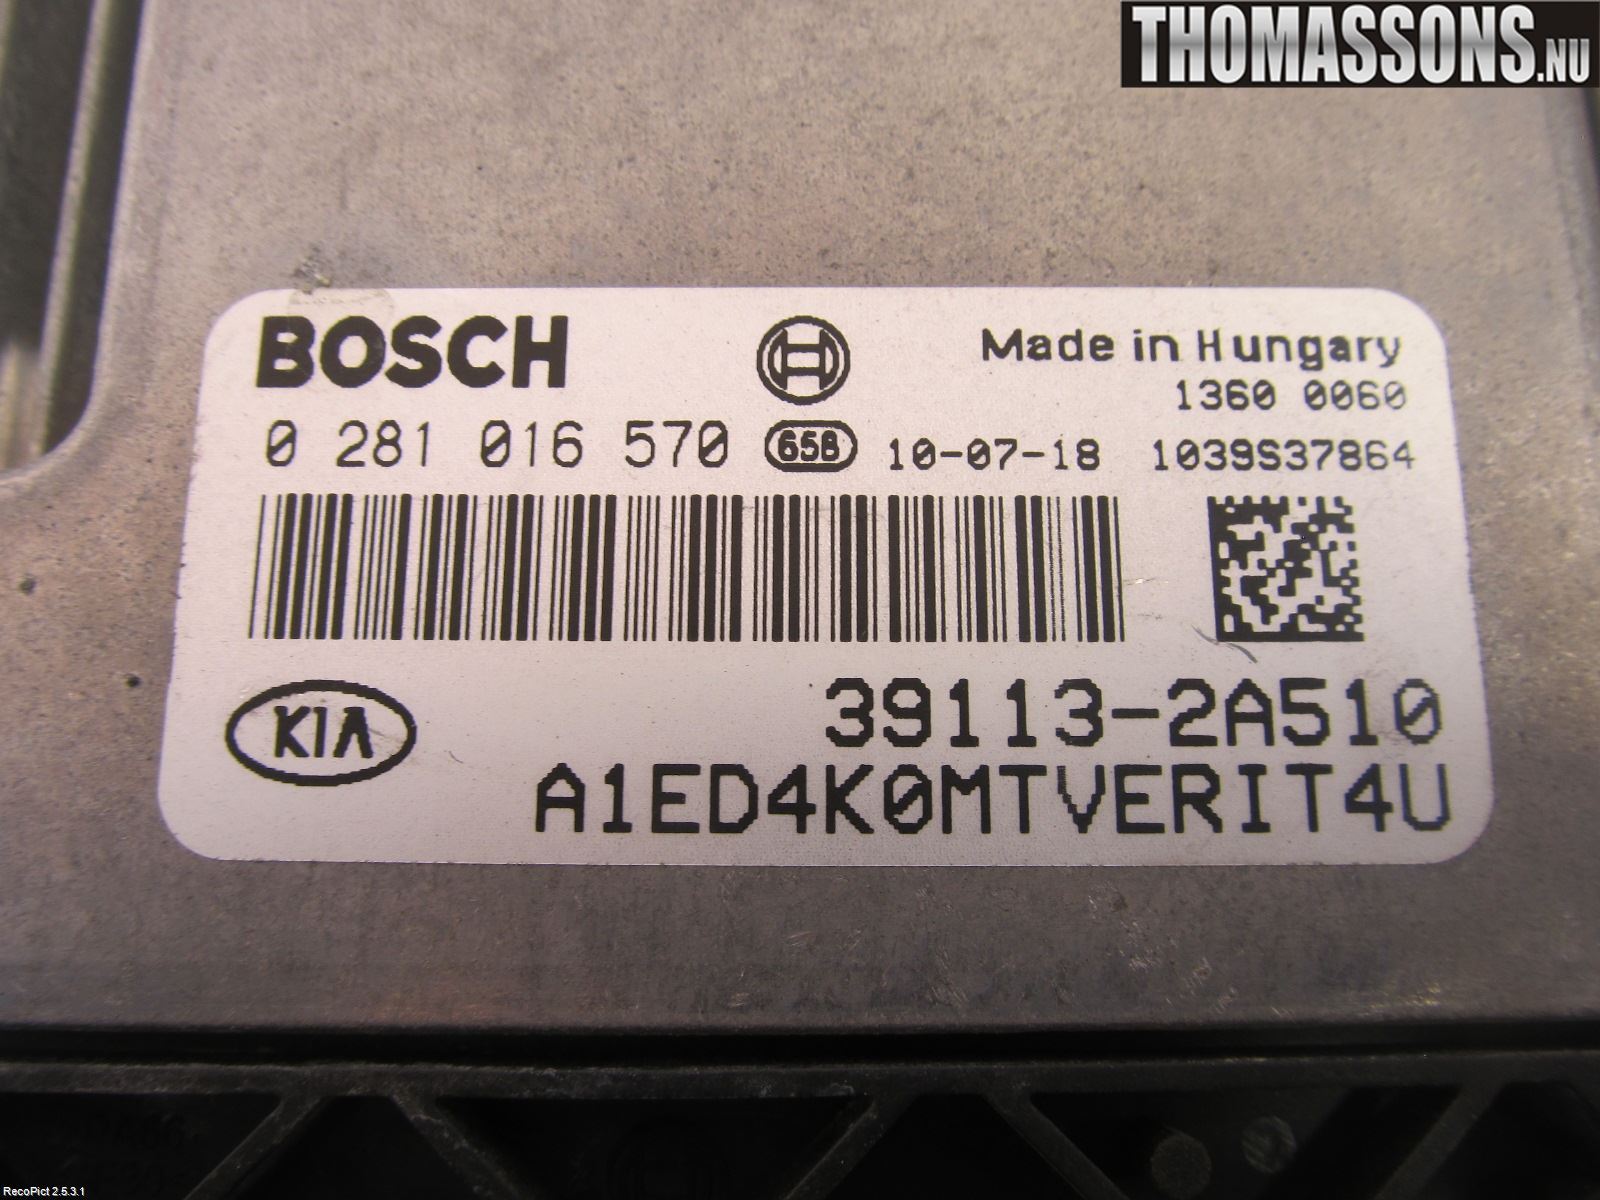 THOMASSONS.NU
BOSCH
Made in Hungary
1360 0060
0 281 016 570 65B 10-07-18 1039S37864
KIA
39113-2A510
A1ED4K0MTVERIT4U
RecoPict 2.5.3.1